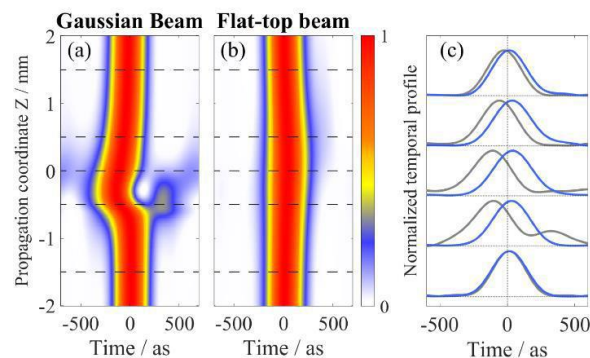 Gaussian Beam
Flat-top beam
(a)
(b)
(c)
Propagation coordinate Z / mm
2
1
0
-1
-2
-500 0 500
Time / as
-500 0 500
Time / as
1
0
Normalized temporal profile
-500 0 500
Time / as